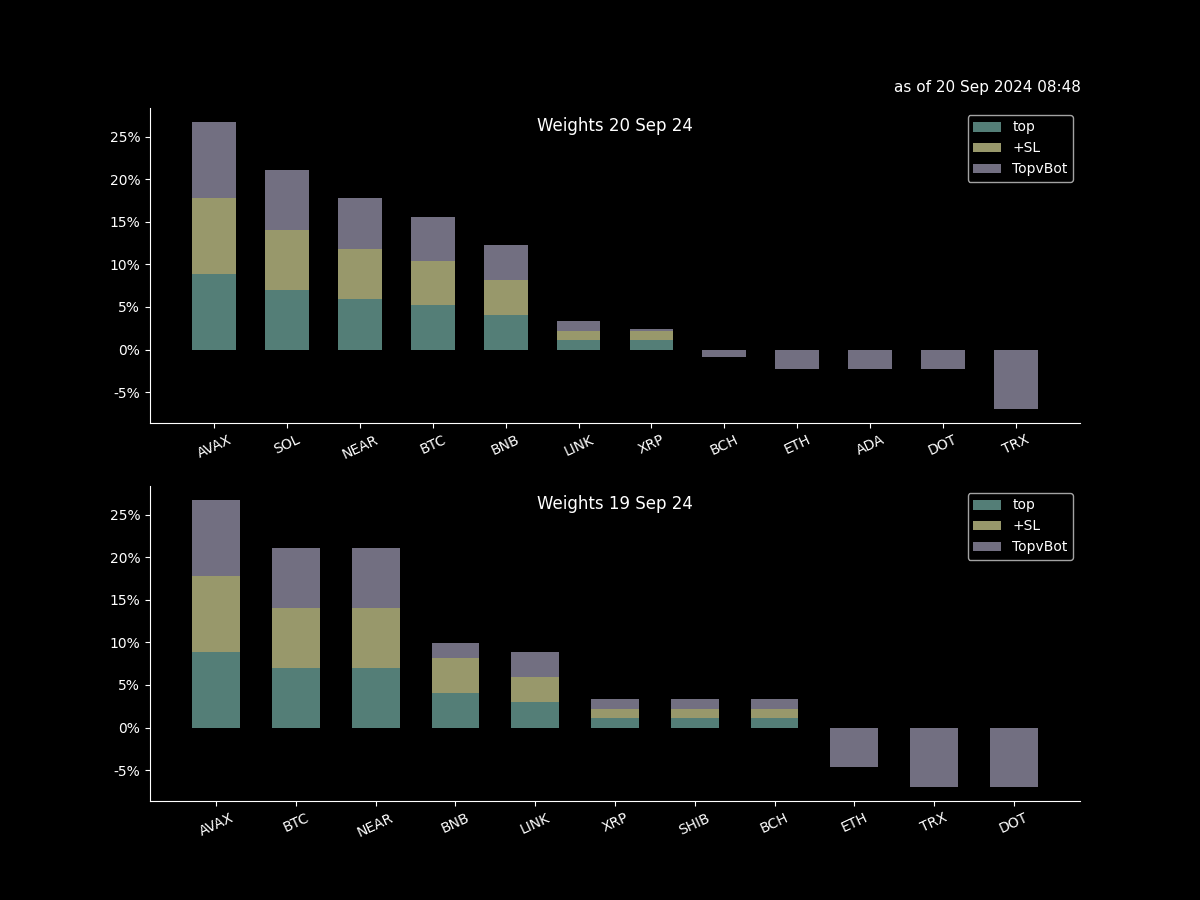 as of 20 Sep 2024 08:48
Weights 20 Sep 24
top
+SL
TopvBot
25%
20%
15%
10%
5%
0%
-5%
AVAX SOL NEAR BTC BNB LINK XRP BCH ETH ADA DOT TRX
Weights 19 Sep 24
top
+SL
TopvBot
25%
20%
15%
10%
5%
0%
-5%
AVAX BTC NEAR BNB LINK XRP SHIB BCH ETH TRX DOT